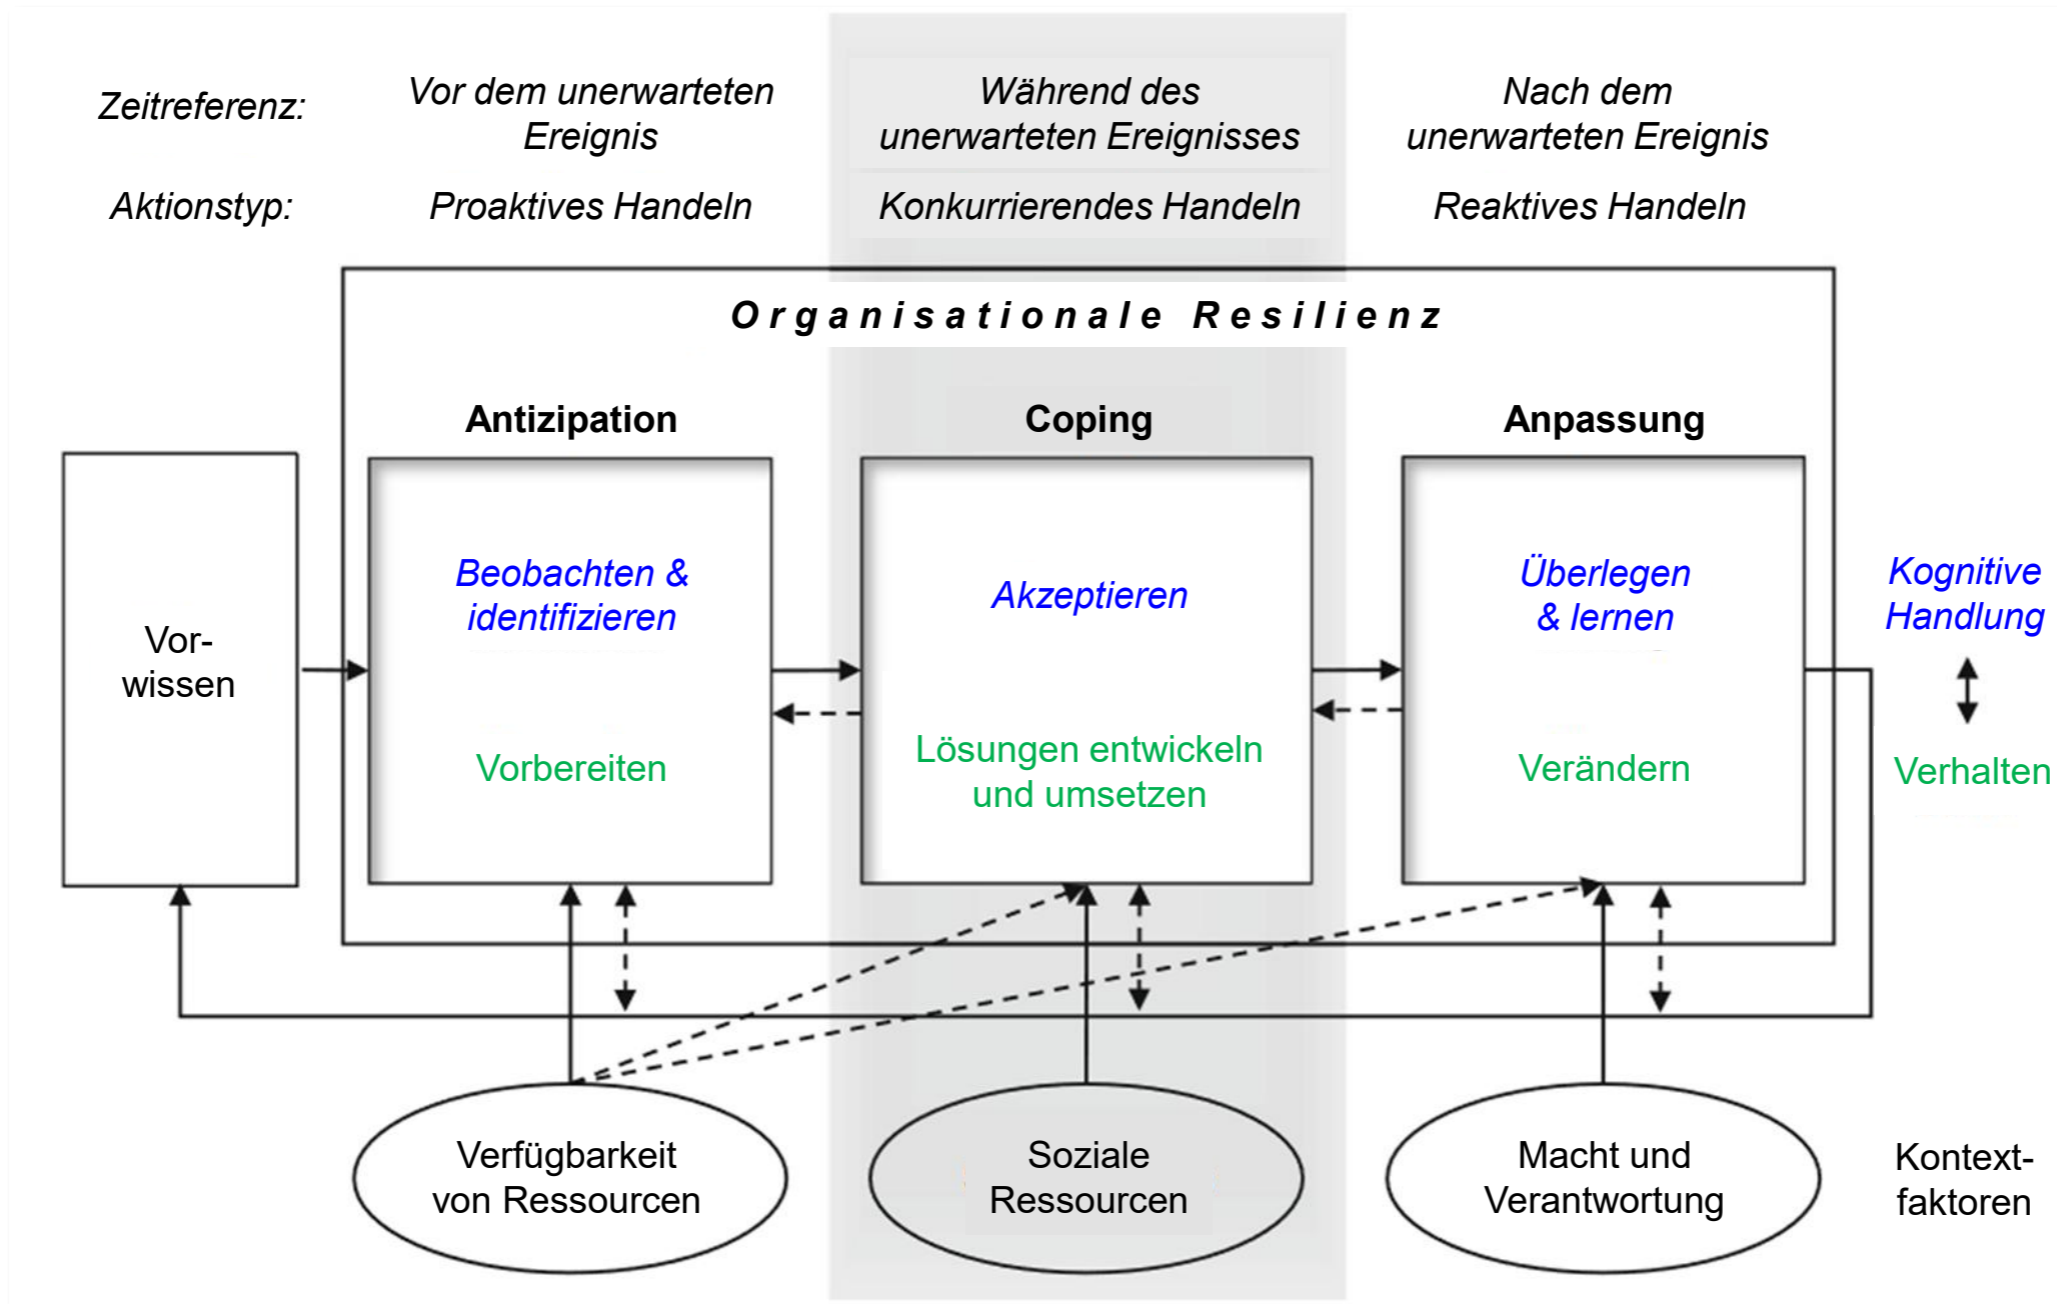 Zeitreferenz:
Vor dem unerwarteten
Ereignis
Während des
unerwarteten Ereignisses
Nach dem
unerwarteten Ereignis
Aktionstyp:
Proaktives Handeln
Konkurrierendes Handeln
Reaktives Handeln
Organisationale Resilienz
Antizipation
Coping
Anpassung
Vor-
wissen
Beobachten &
identifizieren
Vorbereiten
Akzeptieren
Lösungen entwickeln
und umsetzen
Überlegen
& lernen
Verändern
Kognitive
Handlung
Verhalten
Verfügbarkeit
von Ressourcen
Soziale
Ressourcen
Macht und
Verantwortung
Kontext-
faktoren